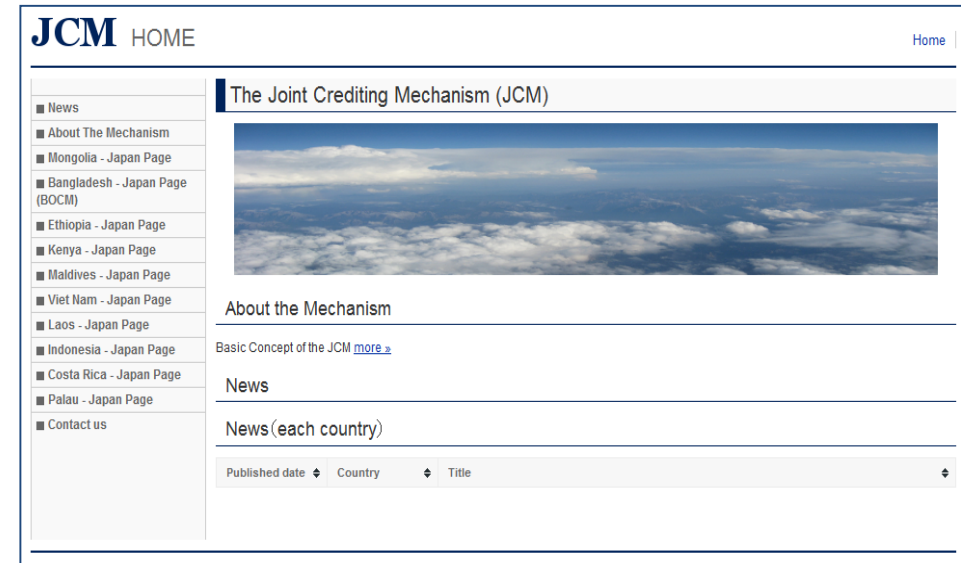 JCM HOME
Home
News
About The Mechanism
Mongolia - Japan Page
Bangladesh - Japan Page
(BOCM)
Ethiopia - Japan Page
Kenya - Japan Page
Maldives - Japan Page
Viet Nam - Japan Page
Laos - Japan Page
Indonesia - Japan Page
Costa Rica - Japan Page
Palau - Japan Page
Contact us
The Joint Crediting Mechanism (JCM)
About the Mechanism
Basic Concept of the JCM more »
News
News（each country）
Published date Country Title